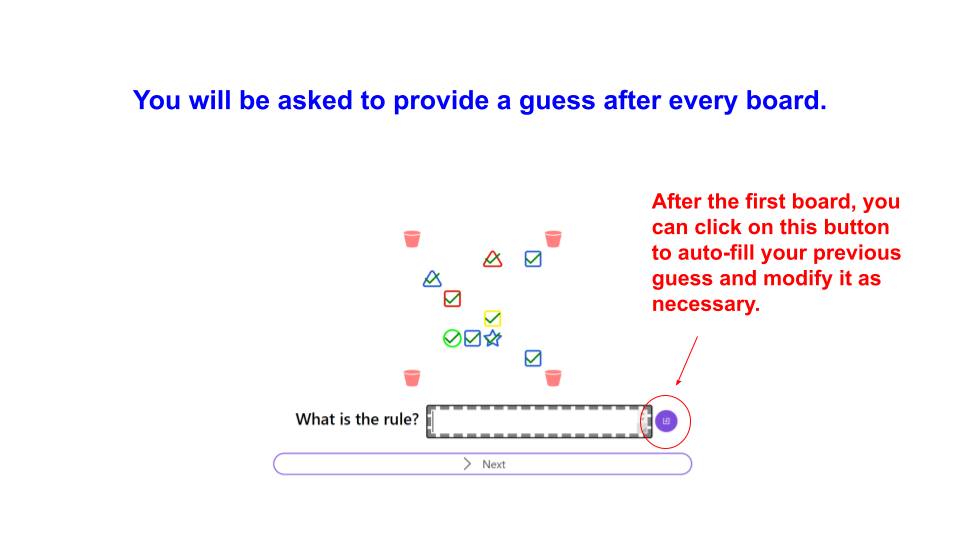 You will be asked to provide a guess after every board.
After the first board, you
can click on this button
to auto-fill your previous
guess and modify it as
necessary.
What is the rule?
Next